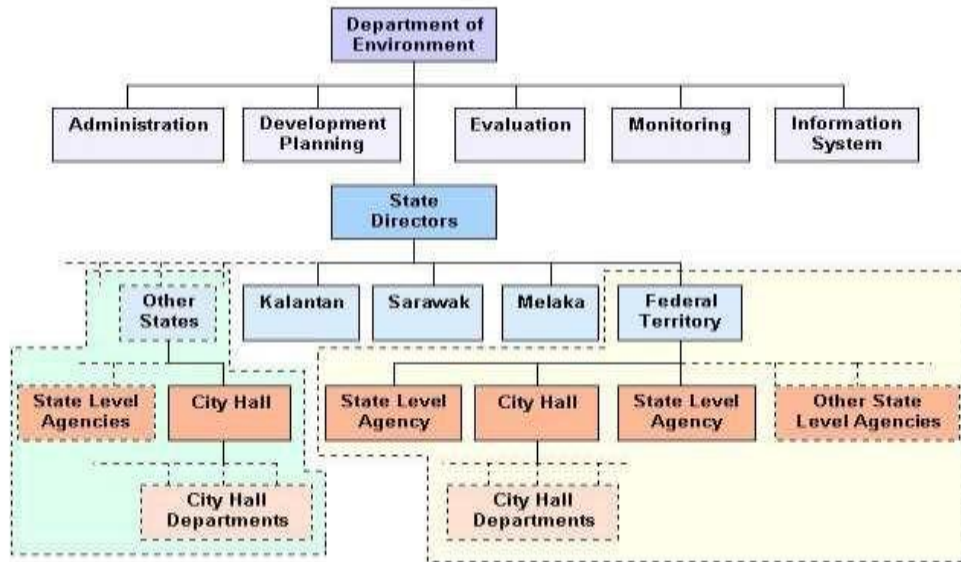 Department of
Environment
Administration
Development
Planning
Evaluation
Monitoring
Information
System
State
Directors
Other
States
Kalantan
Sarawak
Melaka
Federal
Territory
State Level
Agencies
City Hall
State Level
Agency
City Hall
State Level
Agency
Other State
Level Agencies
City Hall
Departments
City Hall
Departments